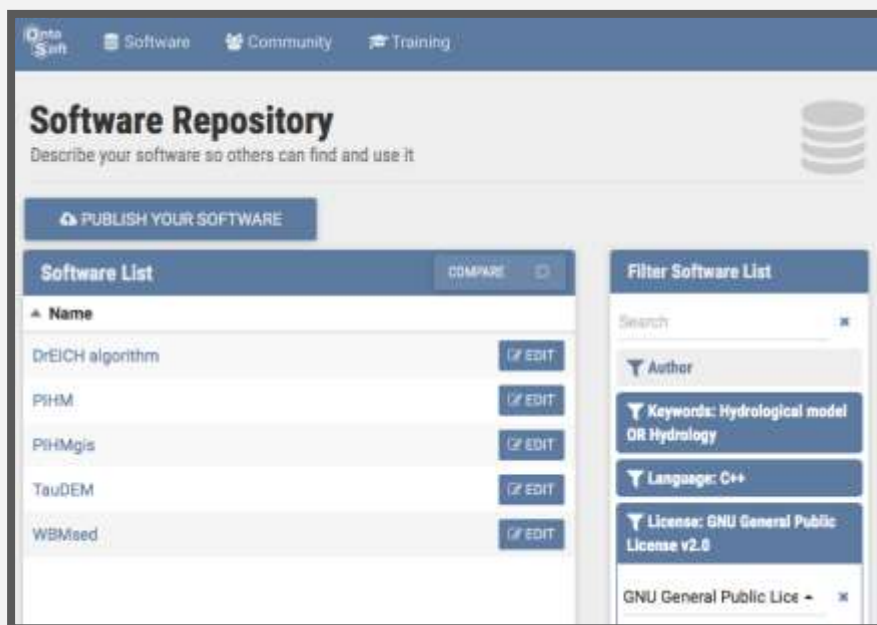 Onto
Soft
Software
Community
Training
Software Repository
Describe your software so others can find and use it
PUBLISH YOUR SOFTWARE
Software List
COMPARE
Name
DrEICH algorithm
EDIT
PIHM
EDIT
PIHMgis
EDIT
TauDEM
EDIT
WBMsed
EDIT
Filter Software List
Search
Author
Keywords: Hydrological model
OR Hydrology
Language: C++
License: GNU General Public
License v2.0
GNU General Public Lice